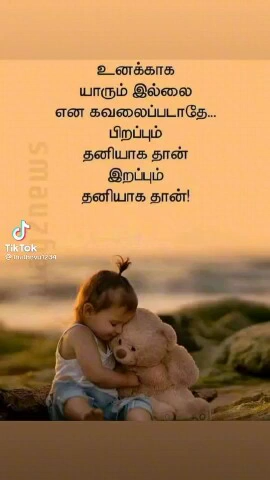 உனக்காக
யாரும் இல்லை
என கவலைப்படாதே...
பிறப்பும்
தனியாக தான்
இறப்பும்
தனியாக தான்!
TikTok